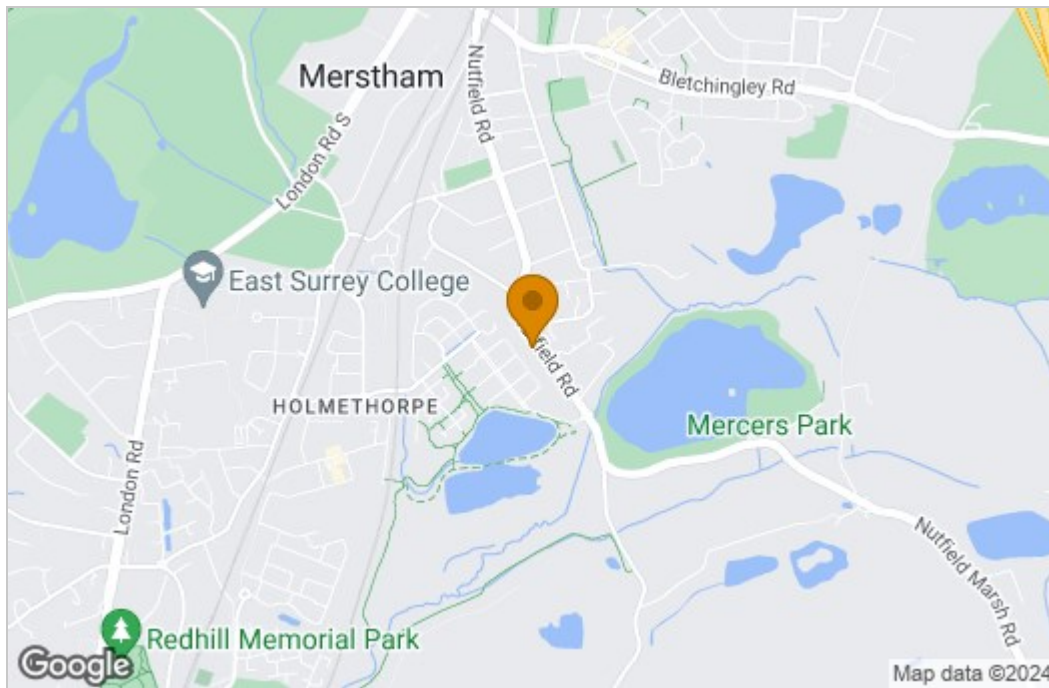 Merstham
Nutfield Rd
Bletchingley Rd
London Rd S
East Surrey College
field Rd
HOLMETHORPE
Mercers Park
London Rd
Nutfield Marsh Rd
Redhill Memorial Park
Google
Map data ©2024